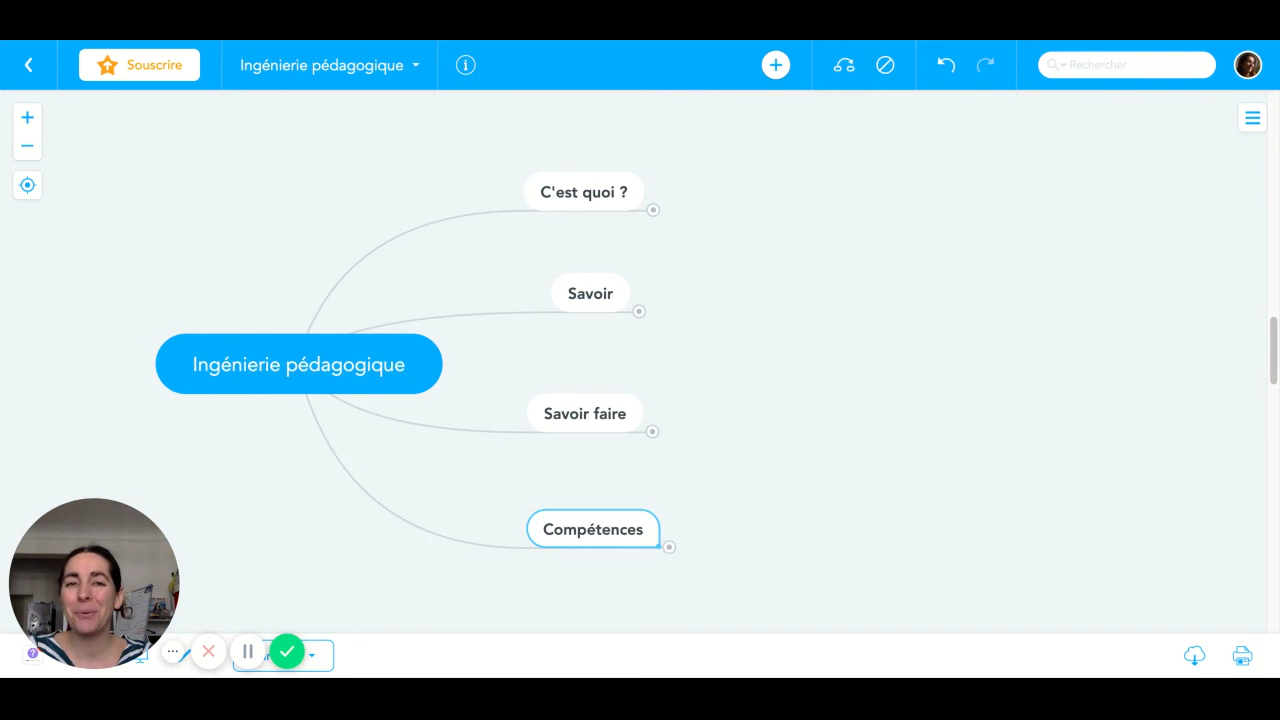 Souscrire
Ingénierie pédagogique
Rechercher
C'est quoi ?
Savoir
Ingénierie pédagogique
Savoir faire
Compétences